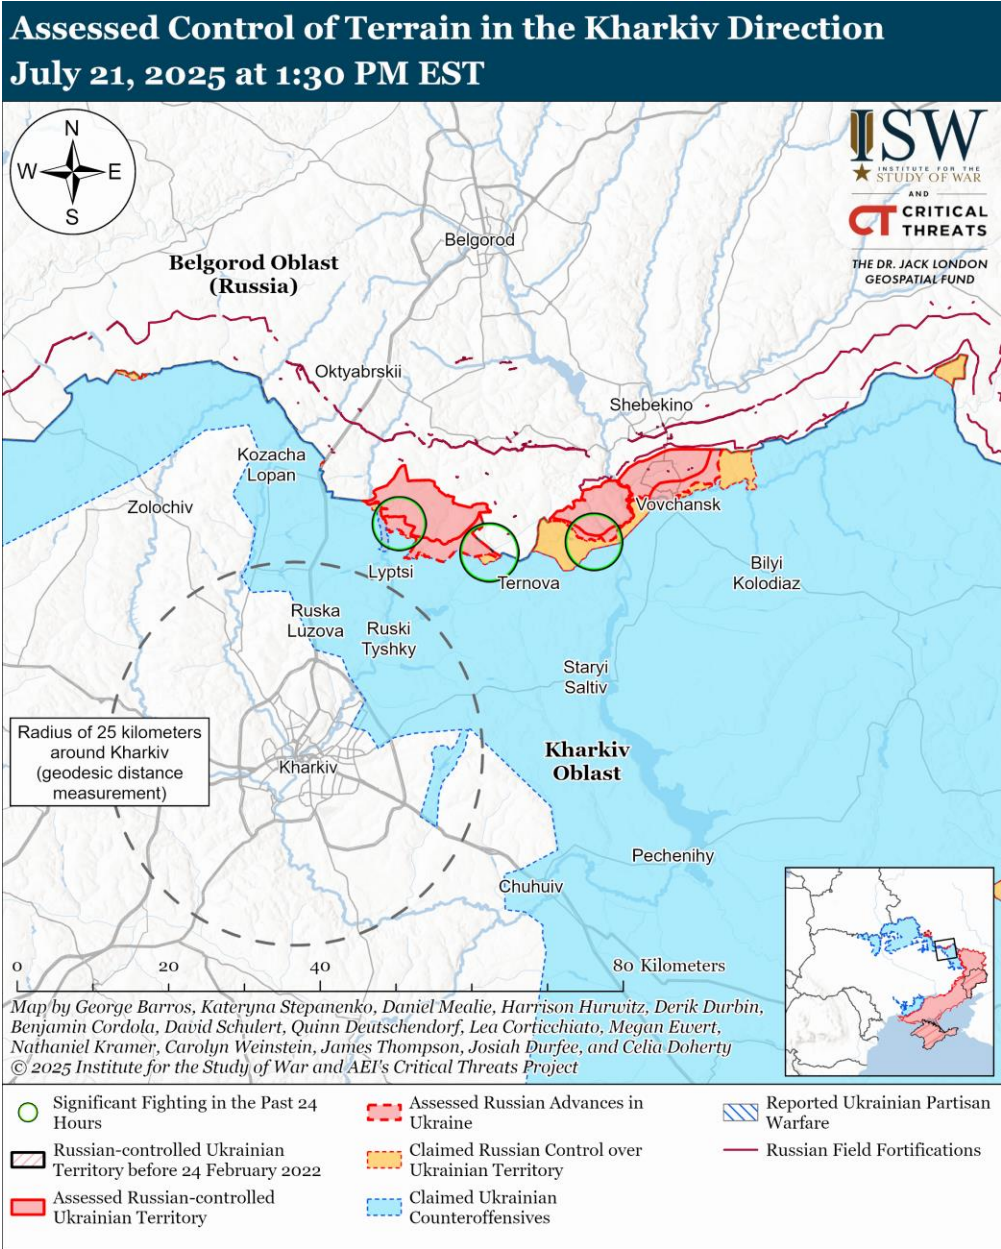 Assessed Control of Terrain in the Kharkiv Direction
July 21, 2025 at 1:30 PM EST
N
W
E
S
ISW
INSTITUTE FOR THE
STUDY OF WAR
AND
CT CRITICAL
THREATS
THE DR. JACK LONDON
GEOSPATIAL FUND
Belgorod
Belgorod Oblast
(Russia)
Oktyabrskii
Shebekino
Kozacha
Lopan
Zolochiv
Vovchansk
Lyptsi
Ternova
Bilyi
Kolodiaz
Ruska
Luzova
Ruski
Tyshky
Staryi
Saltiv
Radius of 25 kilometers
around Kharkiv
(geodesic distance
measurement)
Kharkiv
Kharkiv
Oblast
Pechenihy
Chuhuiv
0
20
40
80 Kilometers
Map by George Barros, Kateryna Stepanenko, Daniel Mealie, Harrison Hurwitz, Derik Durbin,
Benjamin Cordola, David Schulert, Quinn Deutschendorf, Lea Corticchiato, Megan Ewert,
Nathaniel Kramer, Carolyn Weinstein, James Thompson, Josiah Durfee, and Celia Doherty
© 2025 Institute for the Study of War and AEI's Critical Threats Project
Significant Fighting in the Past 24
Hours
Russian-controlled Ukrainian
Territory before 24 February 2022
Assessed Russian-controlled
Ukrainian Territory
Assessed Russian Advances in
Ukraine
Claimed Russian Control over
Ukrainian Territory
Claimed Ukrainian
Counteroffensives
Reported Ukrainian Partisan
Warfare
Russian Field Fortifications